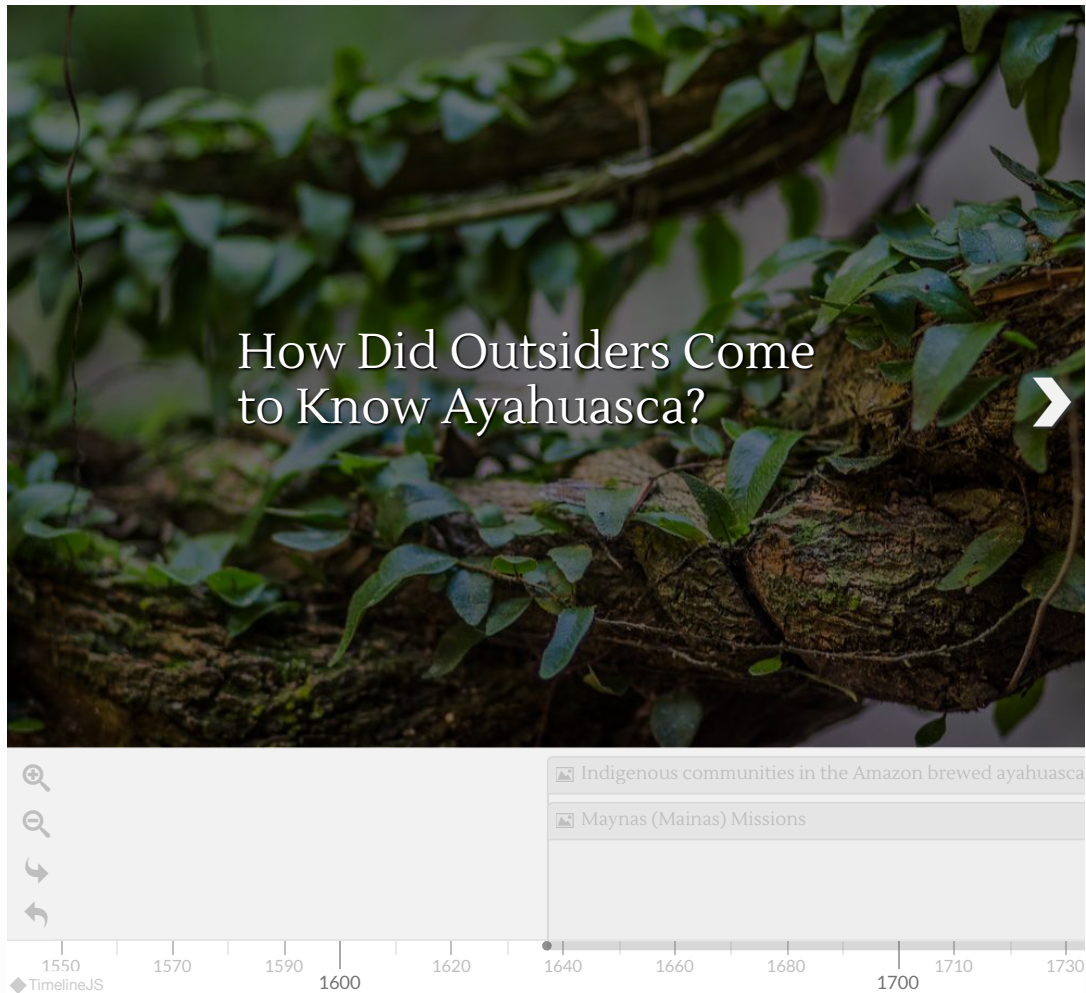 How Did Outsiders Come
to Know Ayahuasca?
Indigenous communities in the Amazon brewed ayahuasca
Maynas (Mainas) Missions
1550 1570 1590 1600 1620 1640 1660 1680 1700 1710 1730
TimelineJS